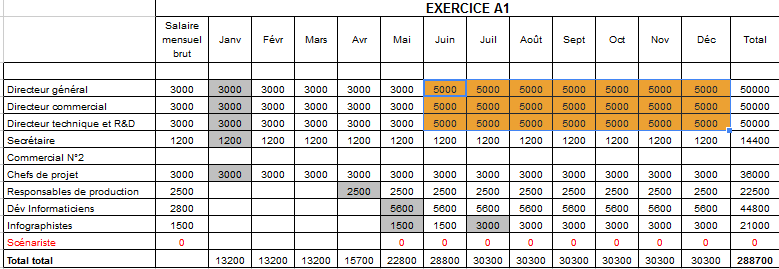 EXERCICE A1
Salaire mensuel brut Janv Févr Mars Avr Mai Juin Juil Août Sept Oct Nov Déc Total
Directeur général 3000 3000 3000 3000 3000 3000 5000 5000 5000 5000 5000 5000 5000 50000
Directeur commercial 3000 3000 3000 3000 3000 3000 5000 5000 5000 5000 5000 5000 5000 50000
Directeur technique et R&D 3000 3000 3000 3000 3000 3000 5000 5000 5000 5000 5000 5000 5000 50000
Secrétaire 1200 1200 1200 1200 1200 1200 1200 1200 1200 1200 1200 1200 1200 14400
Commercial N°2
Chefs de projet 3000 3000 3000 3000 3000 3000 3000 3000 3000 3000 3000 3000 3000 36000
Responsables de production 2500 2500 2500 2500 2500 2500 2500 2500 2500 2500 22500
Dév Informaticiens 2800 5600 5600 5600 5600 5600 5600 5600 5600 44800
Infographistes 1500 1500 1500 3000 3000 3000 3000 3000 3000 21000
Scénariste 0 0 0 0 0 0 0 0 0 0
Total total 13200 13200 13200 15700 22800 28800 30300 30300 30300 30300 30300 30300 288700